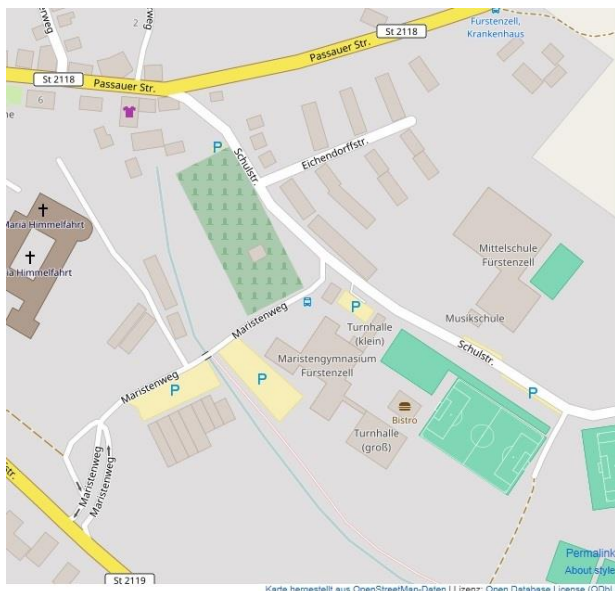 St 2118
Passauer Str.
St 2118
Passauer Str.
Fürstenzell,
Krankenhaus
2
6
P
Schulstr.
Eichendorffstr.
Maria Himmelfahrt
Maria Himmelfahrt
Mittelschule
Fürstenzell
Musikschule
Maristenweg
P
Turnhalle
(klein)
Maristengymnasium
Fürstenzell
Schulstr.
Maristenweg
P
P
P
Bistro
Turnhalle
(groß)
Maristenweg
Maristenweg
St 2119
Permalink
About style
Karte hergestellt aus OpenStreetMap-Daten | Lizenz: Open Database License (ODbL)